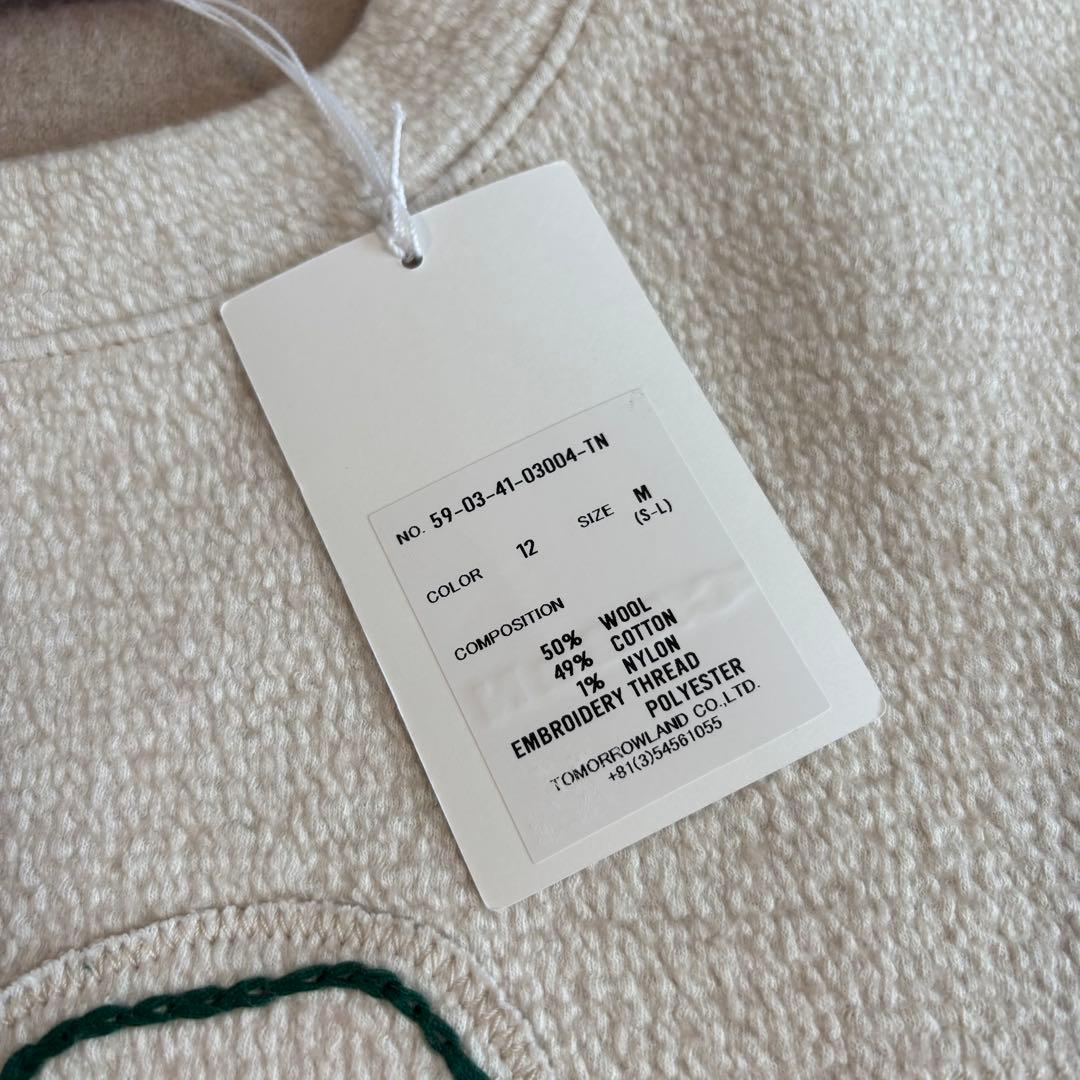 NO. 59-03-41-03004-TN
COLOR 12 SIZE M
(S-L)
COMPOSITION
50% WOOL
49% COTTON
1% NYLON
EMBROIDERY THREAD
POLYESTER
TOMORROWLAND CO.,LTD.
+81(3)54561055